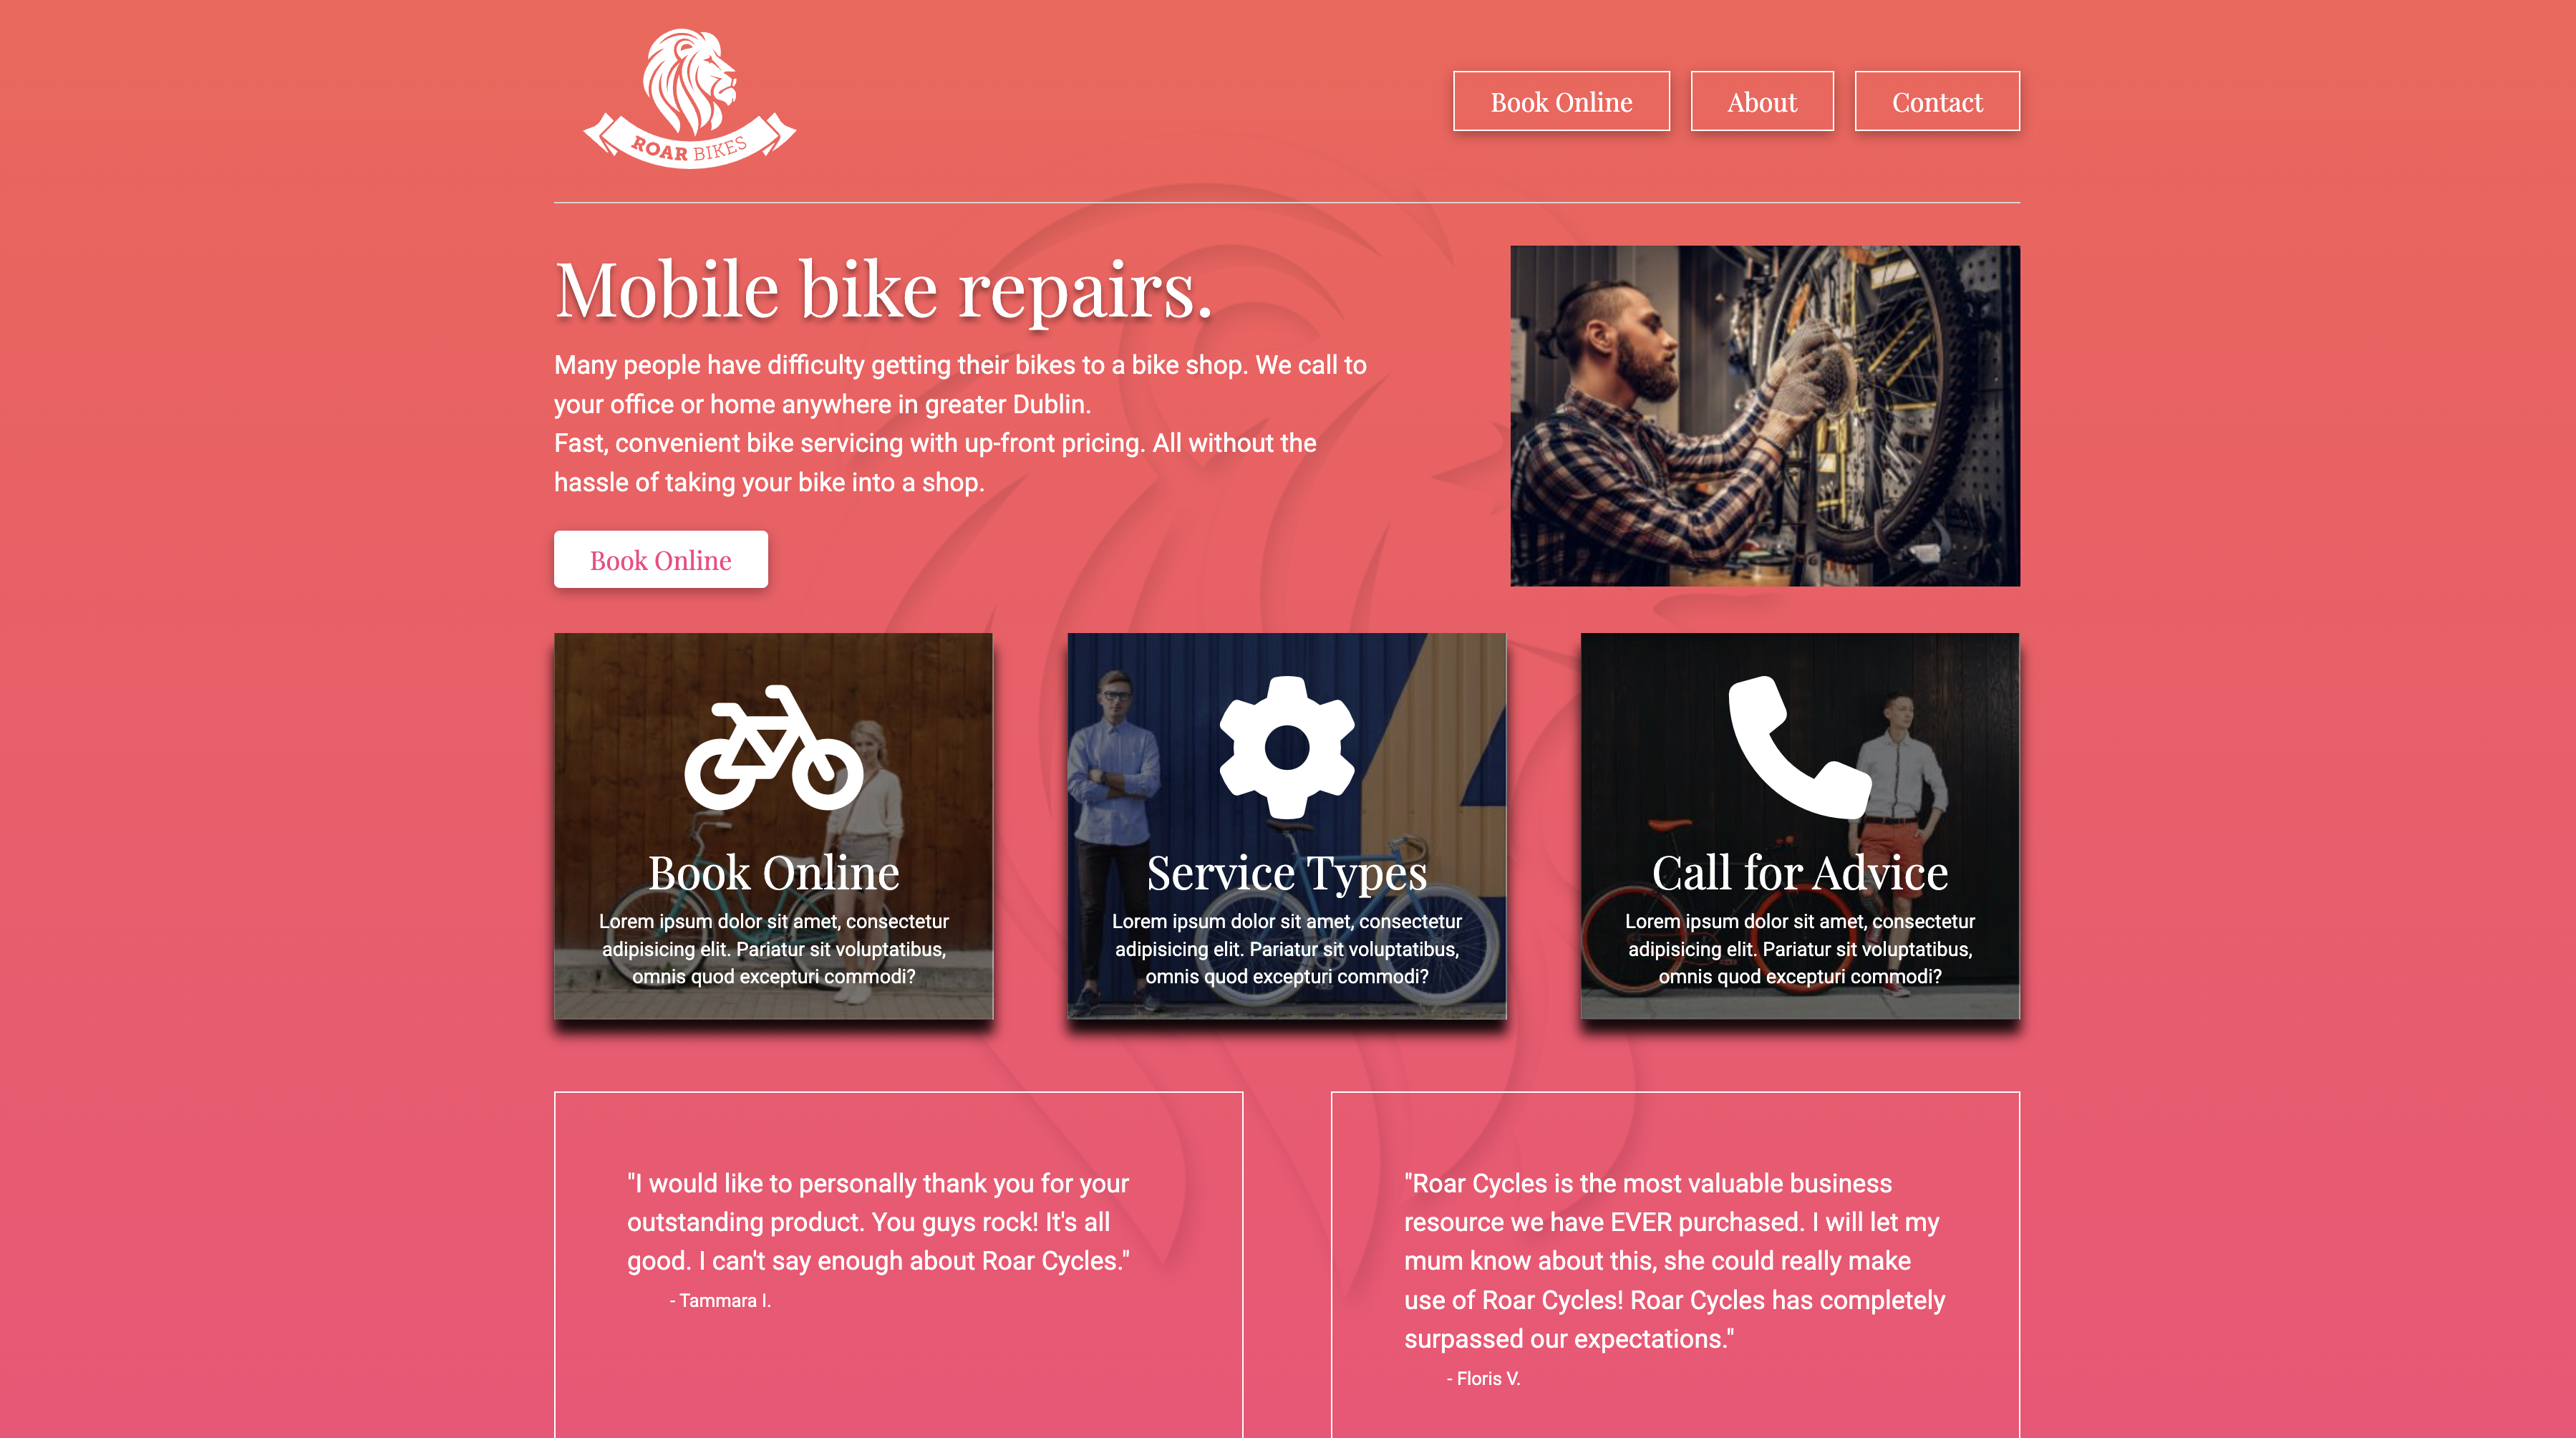 ROAR BIKES
Book Online
About
Contact
Mobile bike repairs.
Many people have difficulty getting their bikes to a bike shop. We call to
your office or home anywhere in greater Dublin.
Fast, convenient bike servicing with up-front pricing. All without the
hassle of taking your bike into a shop.
Book Online
Book Online
Lorem ipsum dolor sit amet, consectetur
adipisicing elit. Pariatur sit voluptatibus,
omnis quod excepturi commodi?
Service Types
Lorem ipsum dolor sit amet, consectetur
adipisicing elit. Pariatur sit voluptatibus,
omnis quod excepturi commodi?
Call for Advice
Lorem ipsum dolor sit amet, consectetur
adipisicing elit. Pariatur sit voluptatibus,
omnis quod excepturi commodi?
"I would like to personally thank you for your
outstanding product. You guys rock! It's all
good. I can't say enough about Roar Cycles."
- Tammara I.
"Roar Cycles is the most valuable business
resource we have EVER purchased. I will let my
mum know about this, she could really make
use of Roar Cycles! Roar Cycles has completely
surpassed our expectations."
- Floris V.